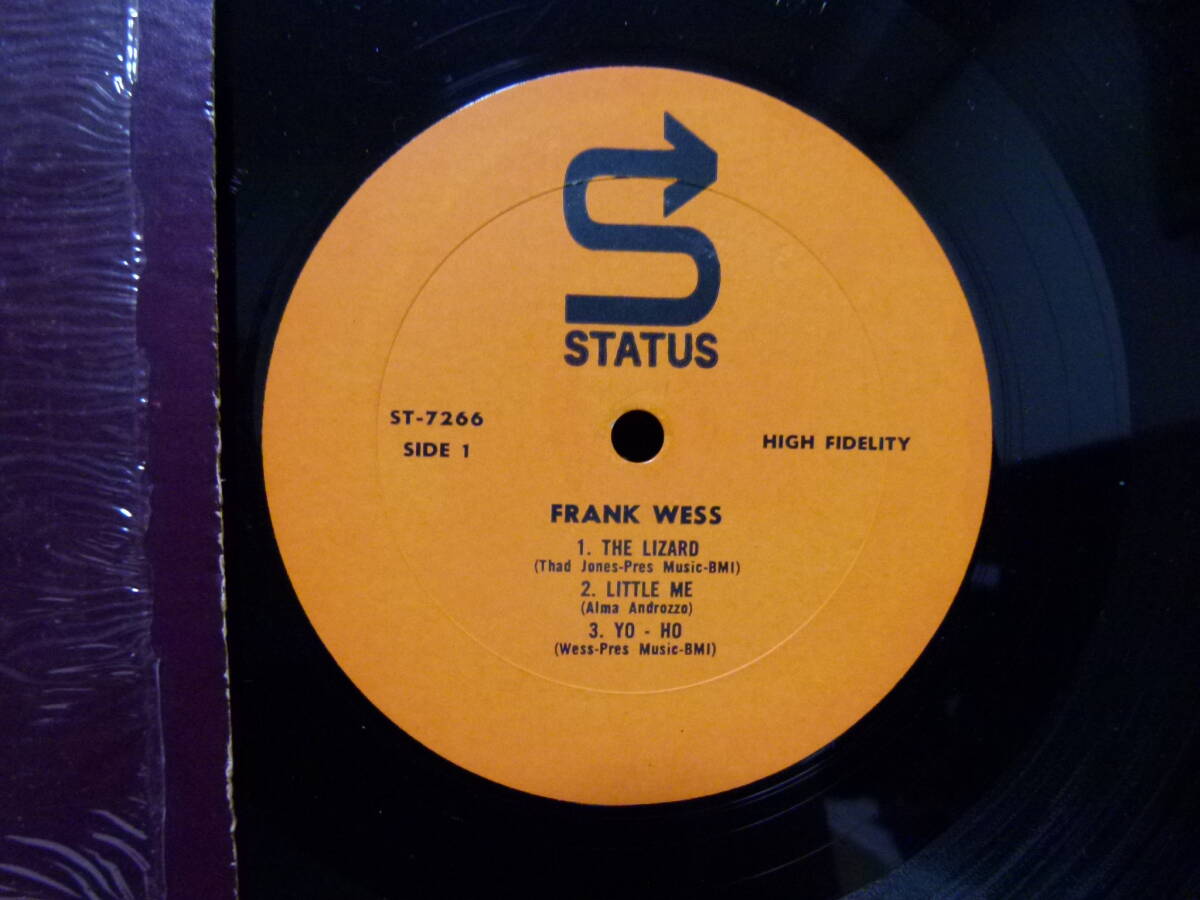 STATUS
ST-7266
SIDE 1
HIGH FIDELITY
FRANK WESS
1. THE LIZARD
(Thad Jones-Pres Music-BMI)
2. LITTLE ME
(Alma Androzzo)
3. YO - HO
(Wess-Pres Music-BMI)